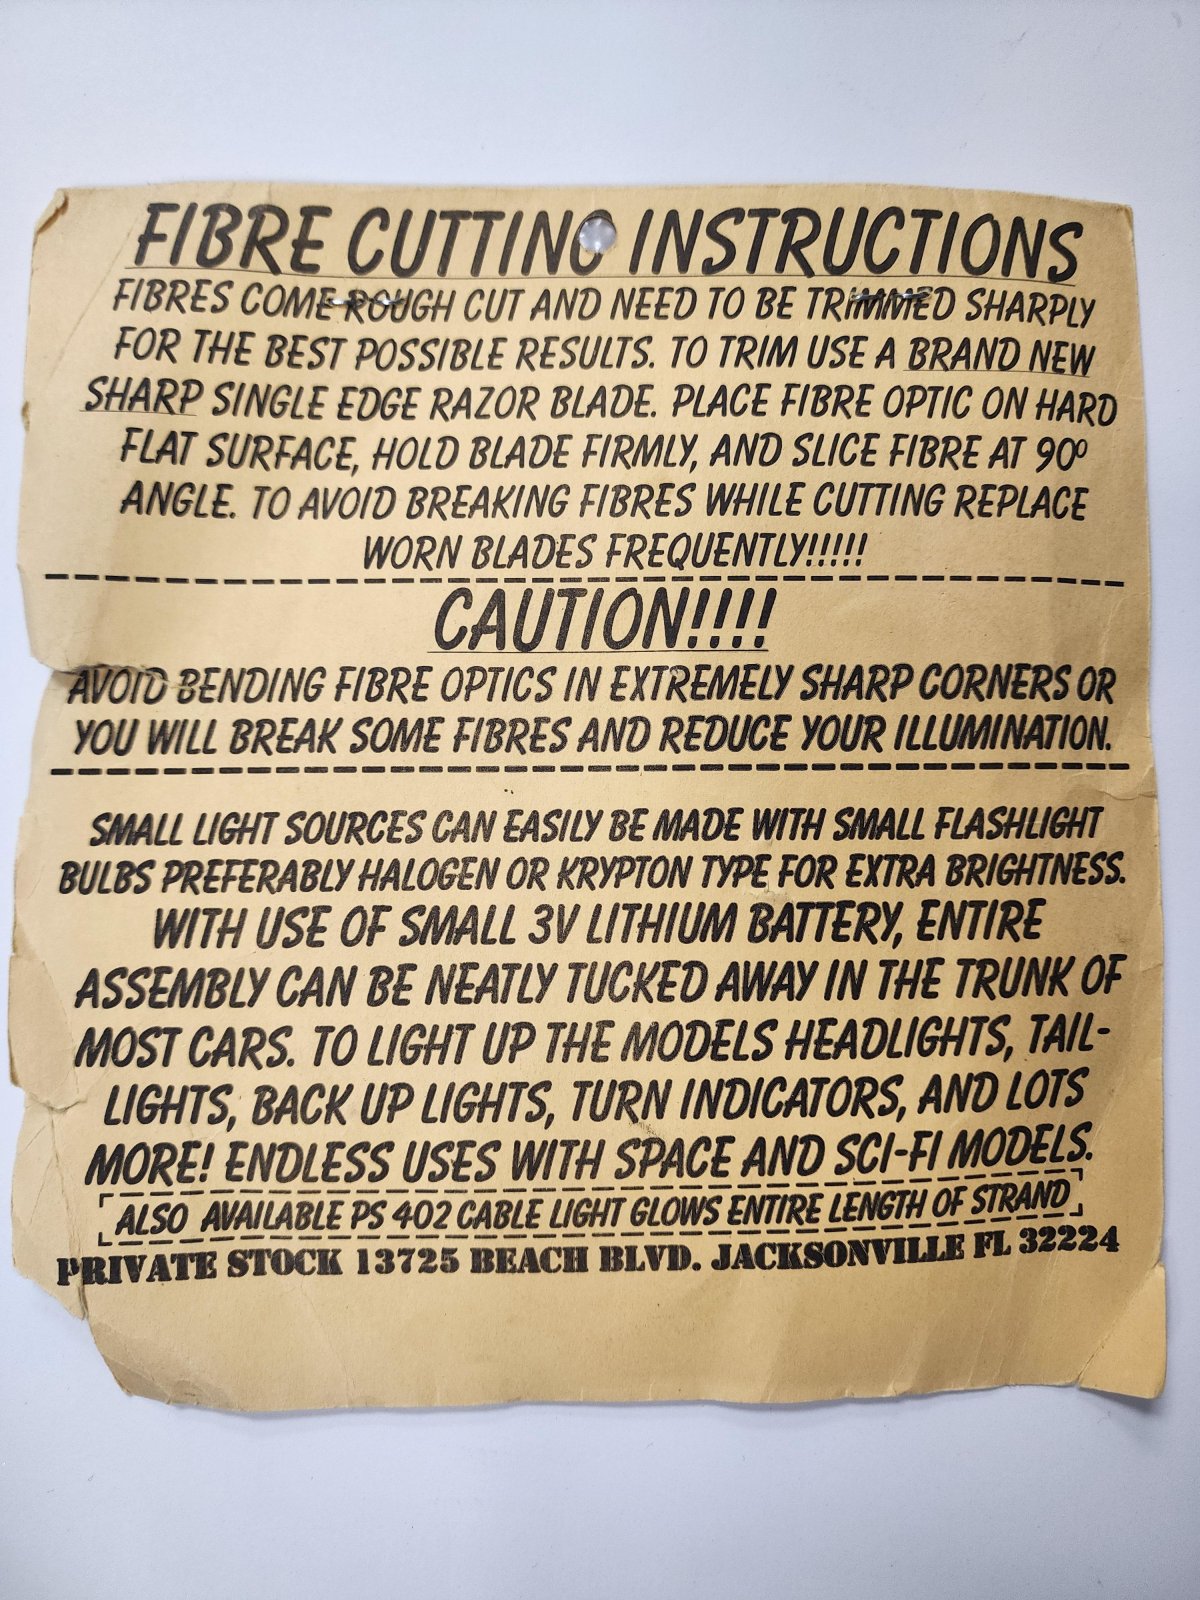 FIBRE CUTTING INSTRUCTIONS
FIBRES COME ROUGH CUT AND NEED TO BE TRIMMED SHARPLY
FOR THE BEST POSSIBLE RESULTS. TO TRIM USE A BRAND NEW
SHARP SINGLE EDGE RAZOR BLADE. PLACE FIBRE OPTIC ON HARD
FLAT SURFACE, HOLD BLADE FIRMLY, AND SLICE FIBRE AT 90º
ANGLE. TO AVOID BREAKING FIBRES WHILE CUTTING REPLACE
WORN BLADES FREQUENTLY!!!!!
CAUTION!!!!
AVOID BENDING FIBRE OPTICS IN EXTREMELY SHARP CORNERS OR
YOU WILL BREAK SOME FIBRES AND REDUCE YOUR ILLUMINATION.
SMALL LIGHT SOURCES CAN EASILY BE MADE WITH SMALL FLASHLIGHT
BULBS PREFERABLY HALOGEN OR KRYPTON TYPE FOR EXTRA BRIGHTNESS.
WITH USE OF SMALL 3V LITHIUM BATTERY, ENTIRE
ASSEMBLY CAN BE NEATLY TUCKED AWAY IN THE TRUNK OF
MOST CARS. TO LIGHT UP THE MODELS HEADLIGHTS, TAIL-
LIGHTS, BACK UP LIGHTS, TURN INDICATORS, AND LOTS
MORE! ENDLESS USES WITH SPACE AND SCI-FI MODELS.
ALSO AVAILABLE PS 402 CABLE LIGHT GLOWS ENTIRE LENGTH OF STRAND
PRIVATE STOCK 13725 BEACH BLVD. JACKSONVILLE FL 32224